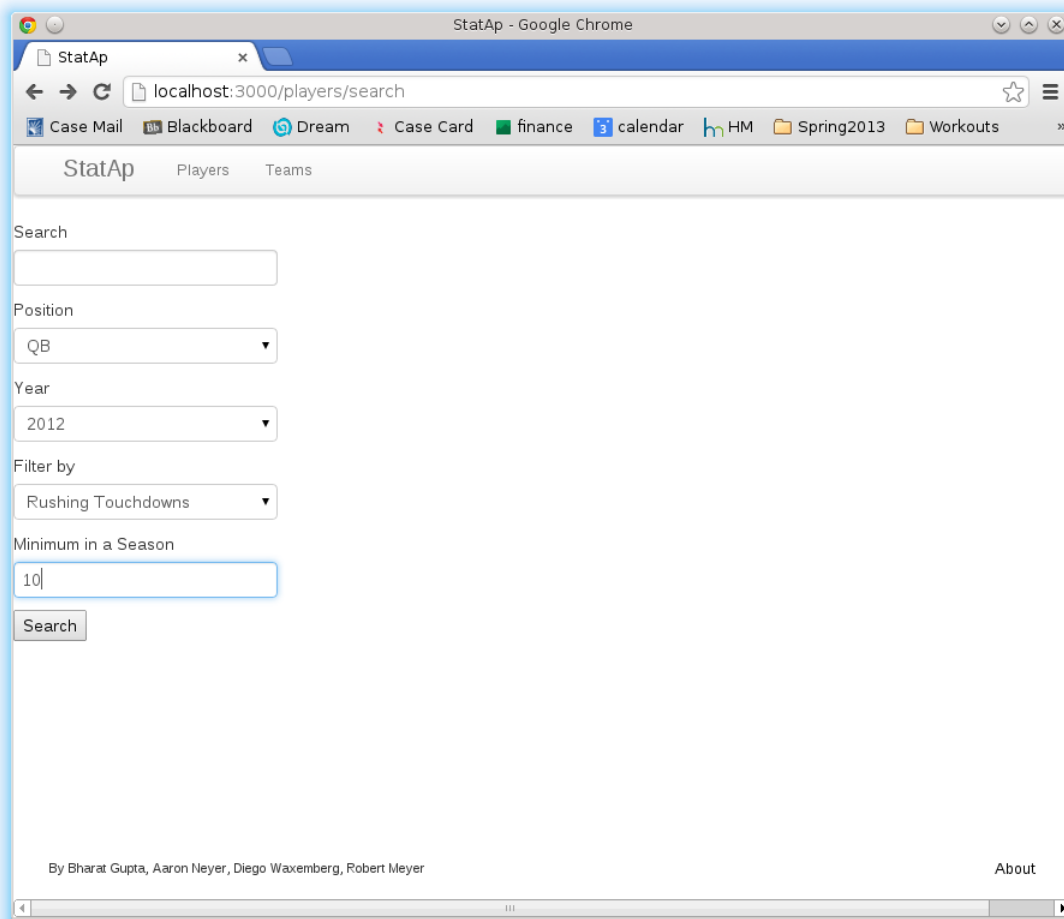 StatAp - Google Chrome
StatAp
localhost:3000/players/search
Case Mail Bb Blackboard Dream Case Card finance 3 calendar HM Spring2013 Workouts »
StatAp Players Teams
Search
Position
QB
Year
2012
Filter by
Rushing Touchdowns
Minimum in a Season
10
Search
By Bharat Gupta, Aaron Neyer, Diego Waxemberg, Robert Meyer About